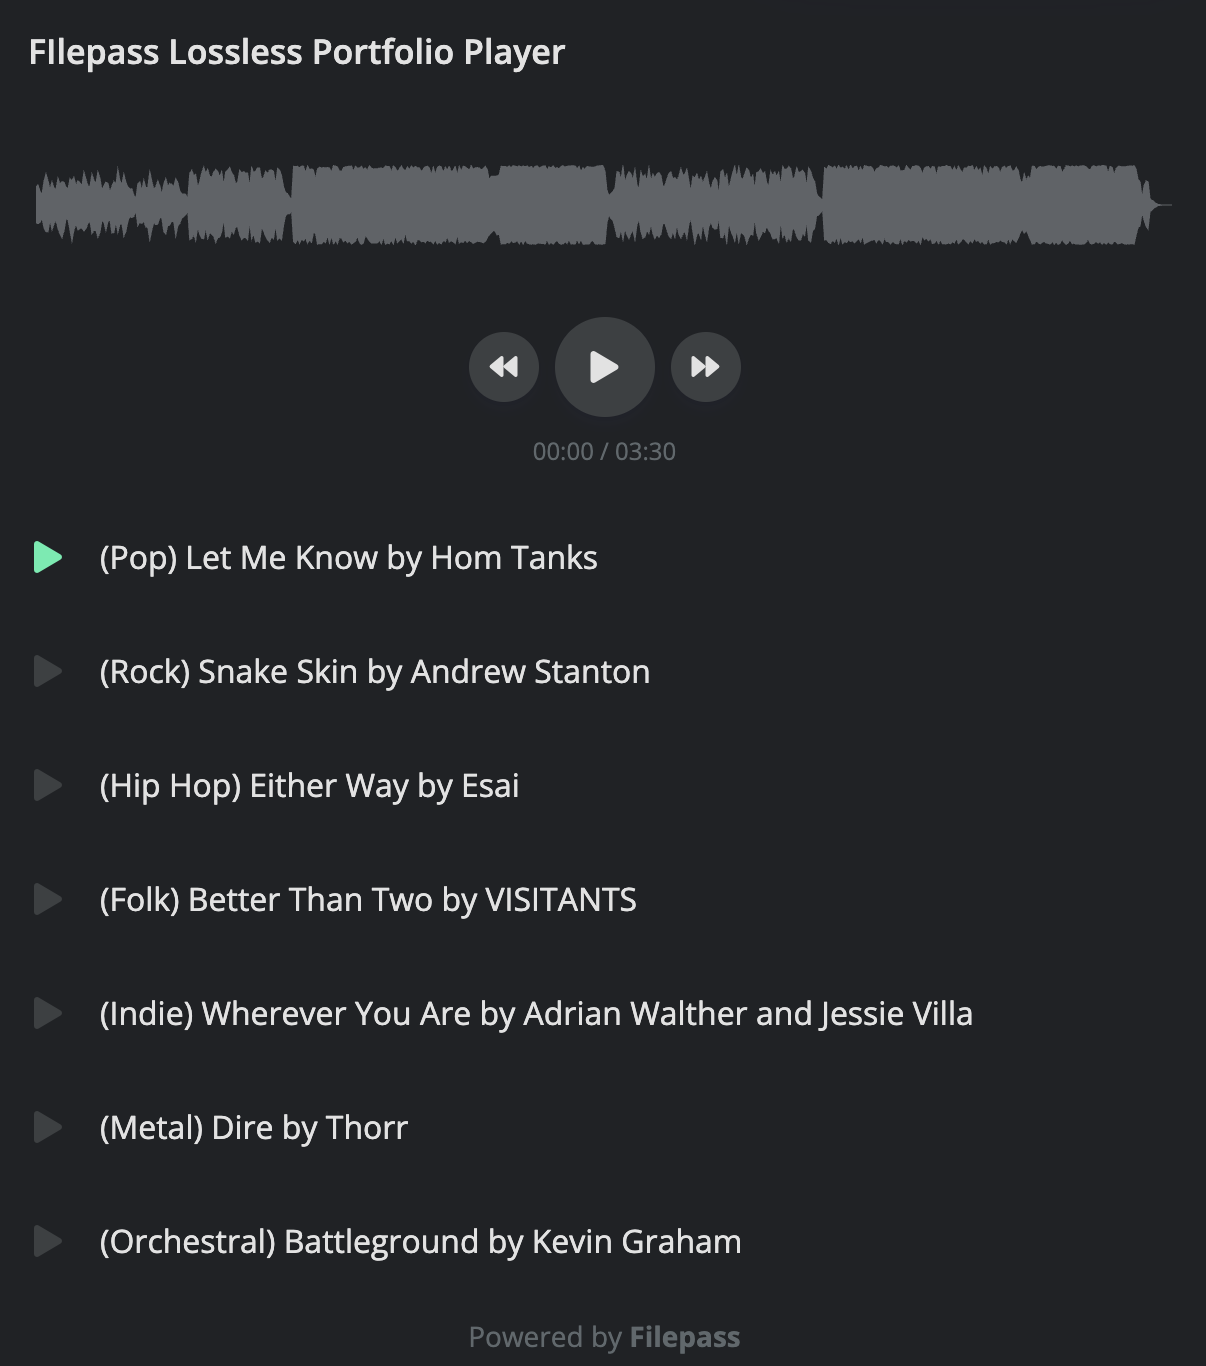 FIlepass Lossless Portfolio Player
00:00 / 03:30
(Pop) Let Me Know by Hom Tanks
(Rock) Snake Skin by Andrew Stanton
(Hip Hop) Either Way by Esai
(Folk) Better Than Two by VISITANTS
(Indie) Wherever You Are by Adrian Walther and Jessie Villa
(Metal) Dire by Thorr
(Orchestral) Battleground by Kevin Graham
Powered by Filepass